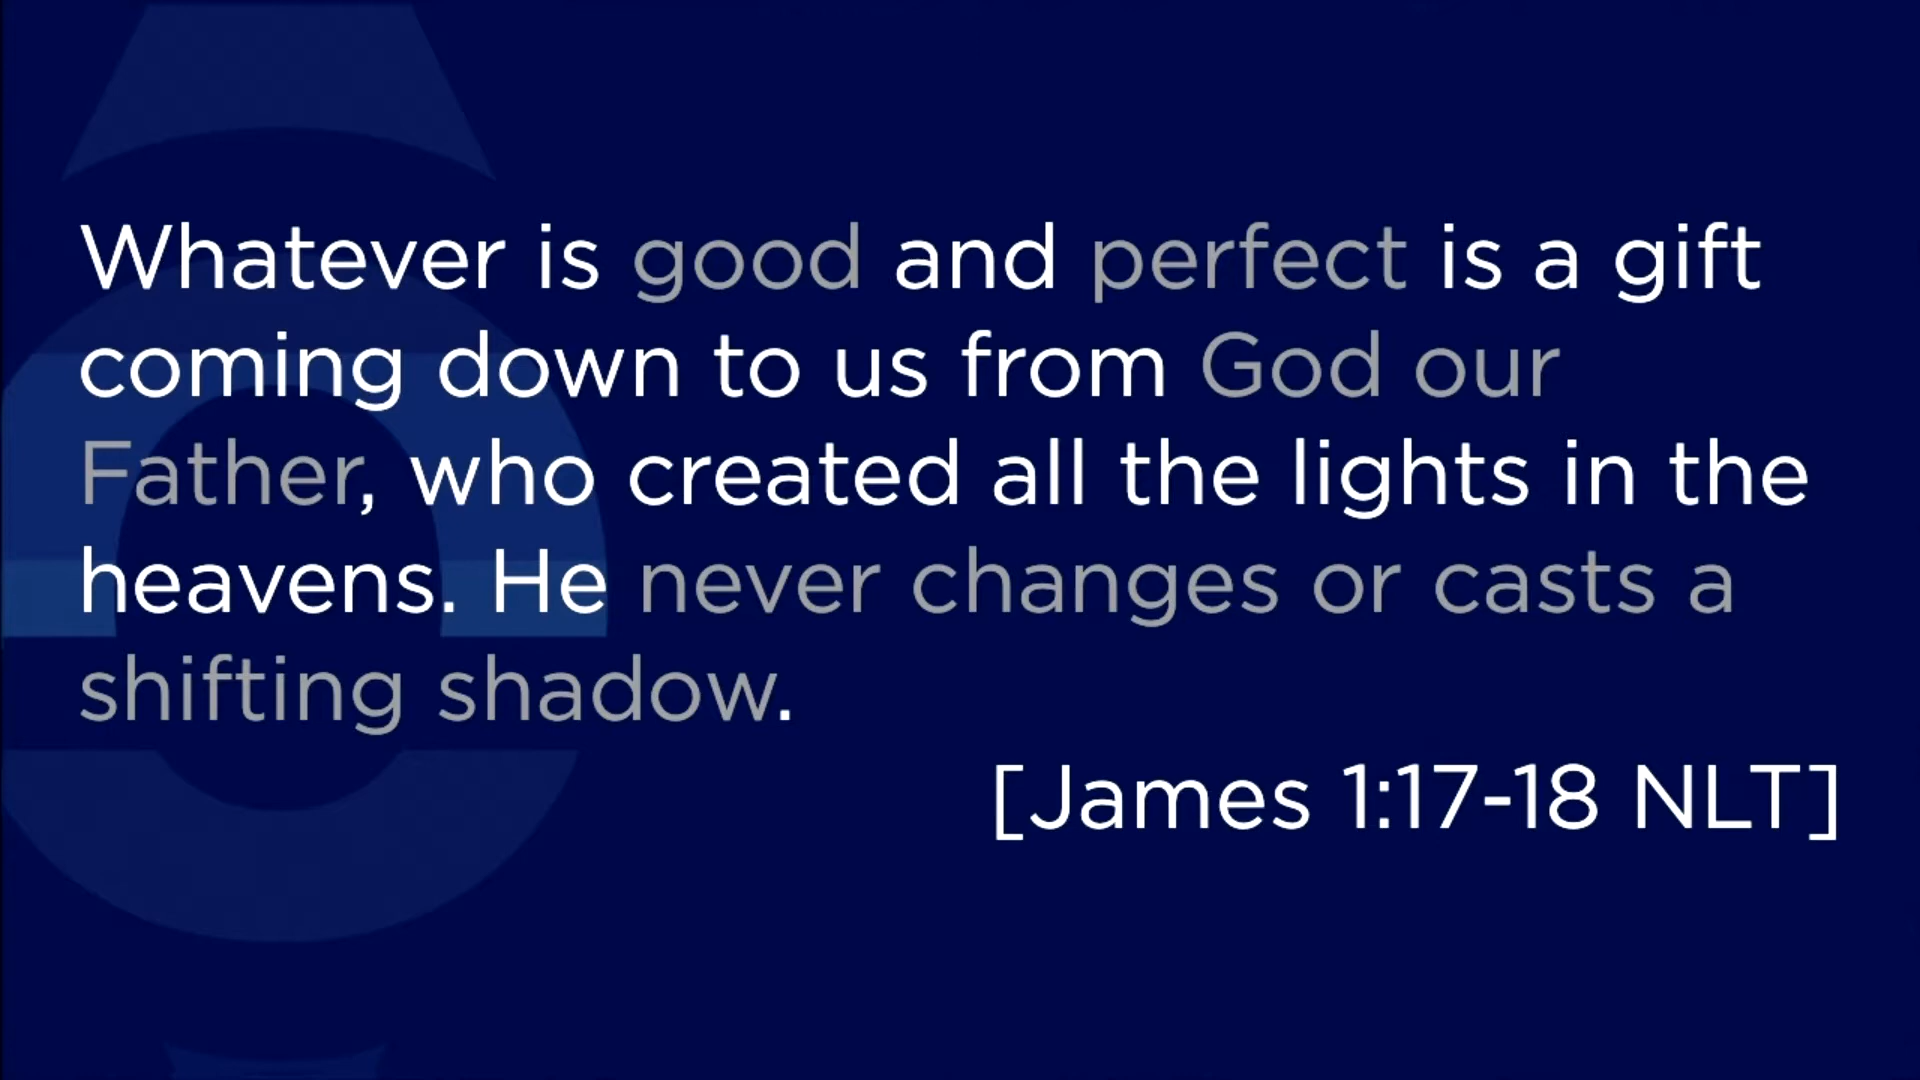 Whatever is good and perfect is a gift
coming down to us from God our
Father, who created all the lights in the
heavens. He never changes or casts a
shifting shadow.
[James 1:17-18 NLT]